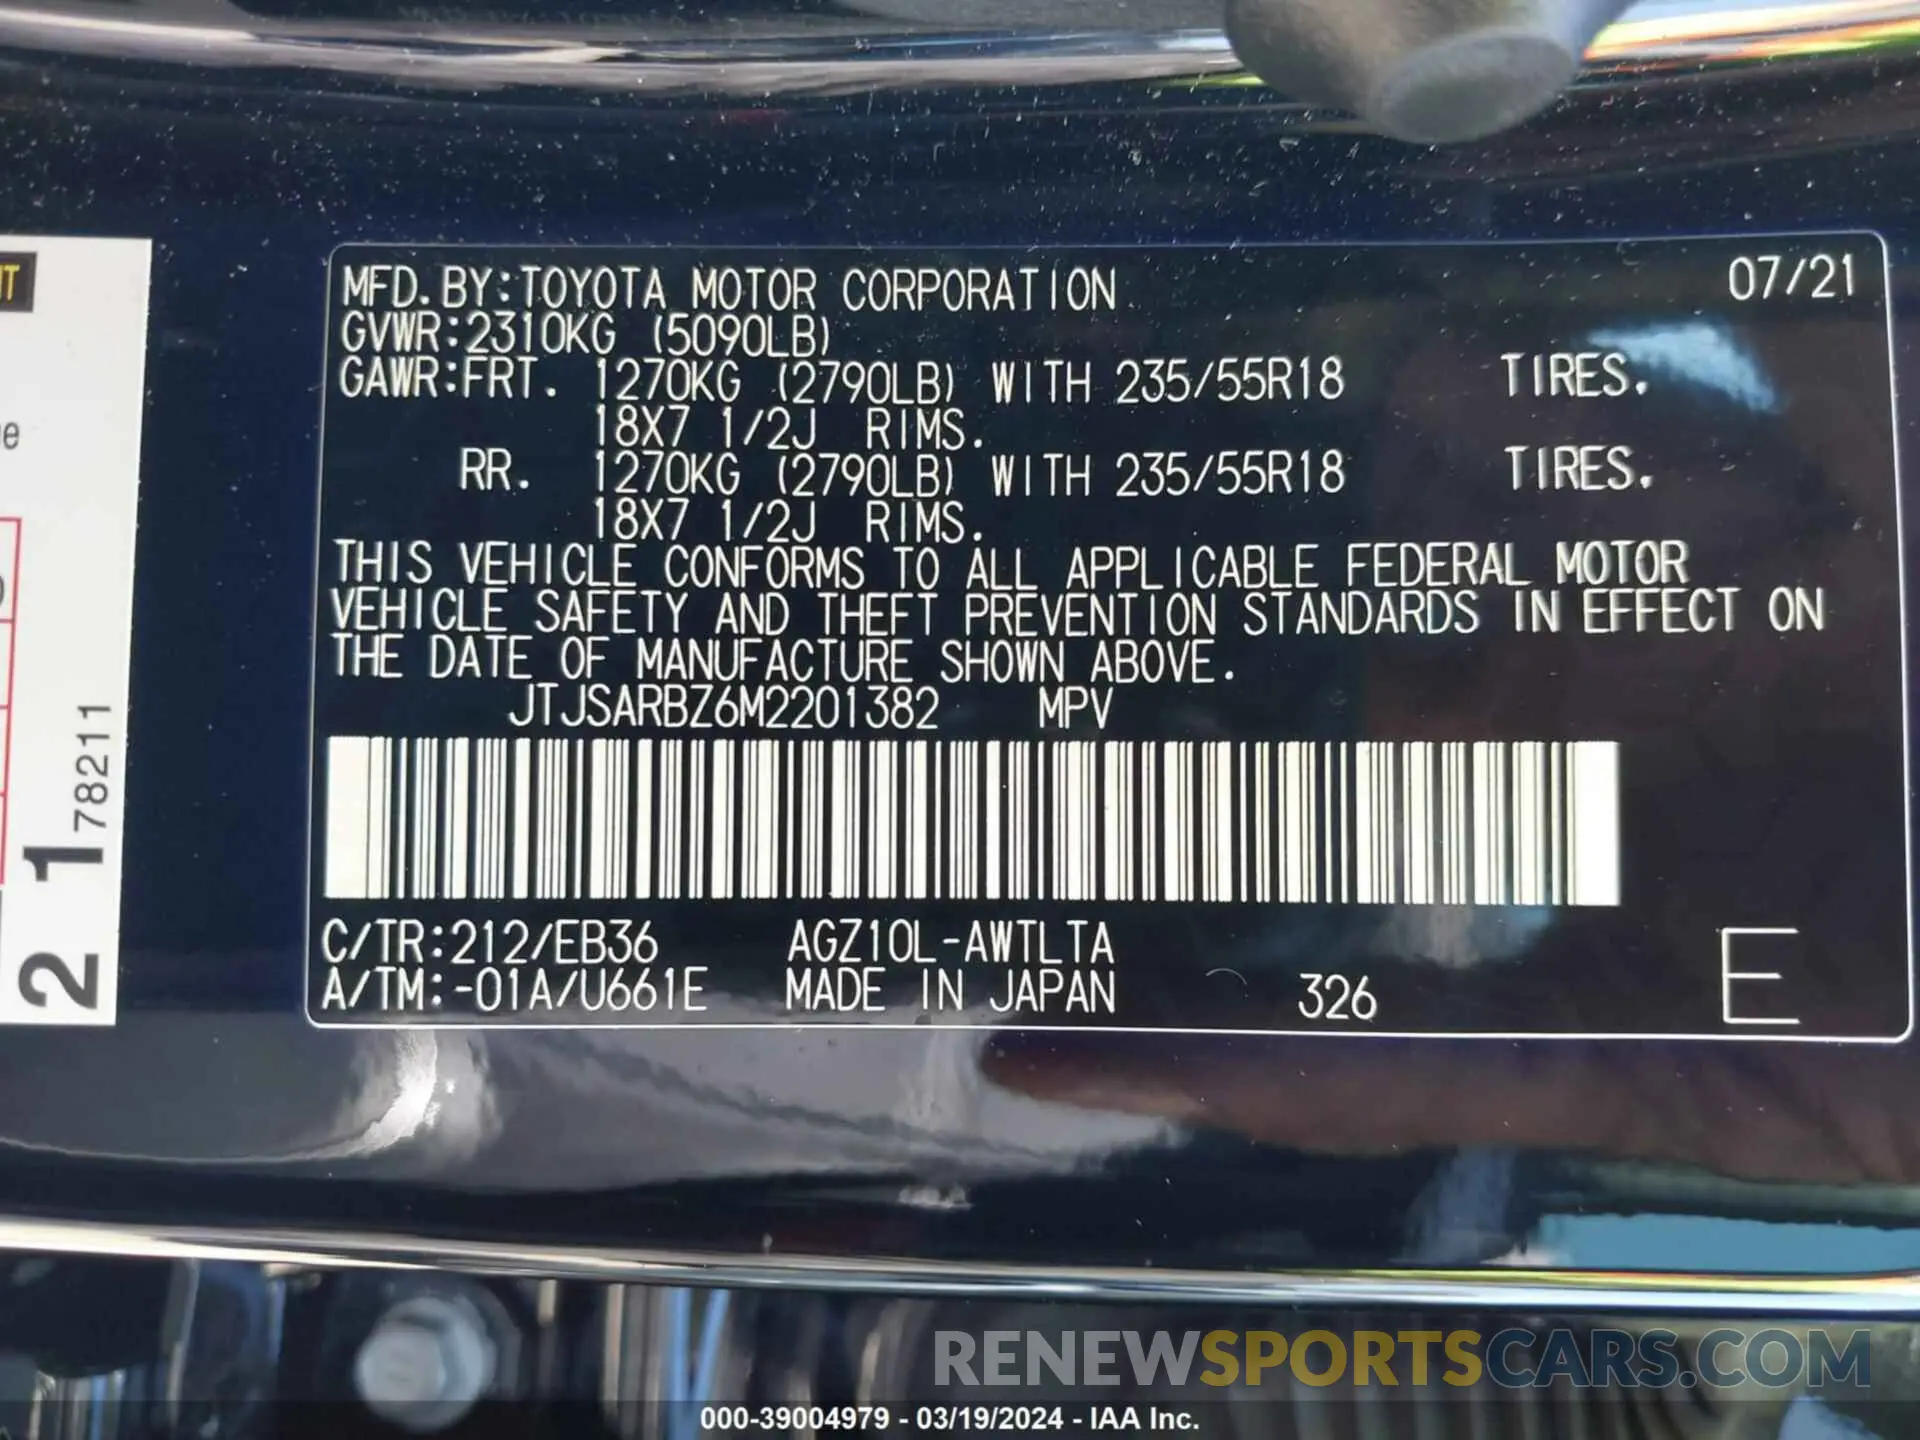 MFD. BY: TOYOTA MOTOR CORPORATION 07/21
GVWR:2310KG (5090LB)
GAWR:FRT. 1270KG (2790LB) WITH 235/55R18 TIRES.
18X7 1/2J RIMS.
RR. 1270KG (2790LB) WITH 235/55R18 TIRES.
18X7 1/2J RIMS.
THIS VEHICLE CONFORMS TO ALL APPLICABLE FEDERAL MOTOR
VEHICLE SAFETY AND THEFT PREVENTION STANDARDS IN EFFECT ON
THE DATE OF MANUFACTURE SHOWN ABOVE.
JTJSARBZ6M2201382 MPV
C/TR:212/EB36 AGZ10L-AWTLTA
A/TM:-01A/U661E MADE IN JAPAN 326 E
21 78211
RENEWSPORTSCARS.COM
000-39004979 - 03/19/2024 - IAA Inc.